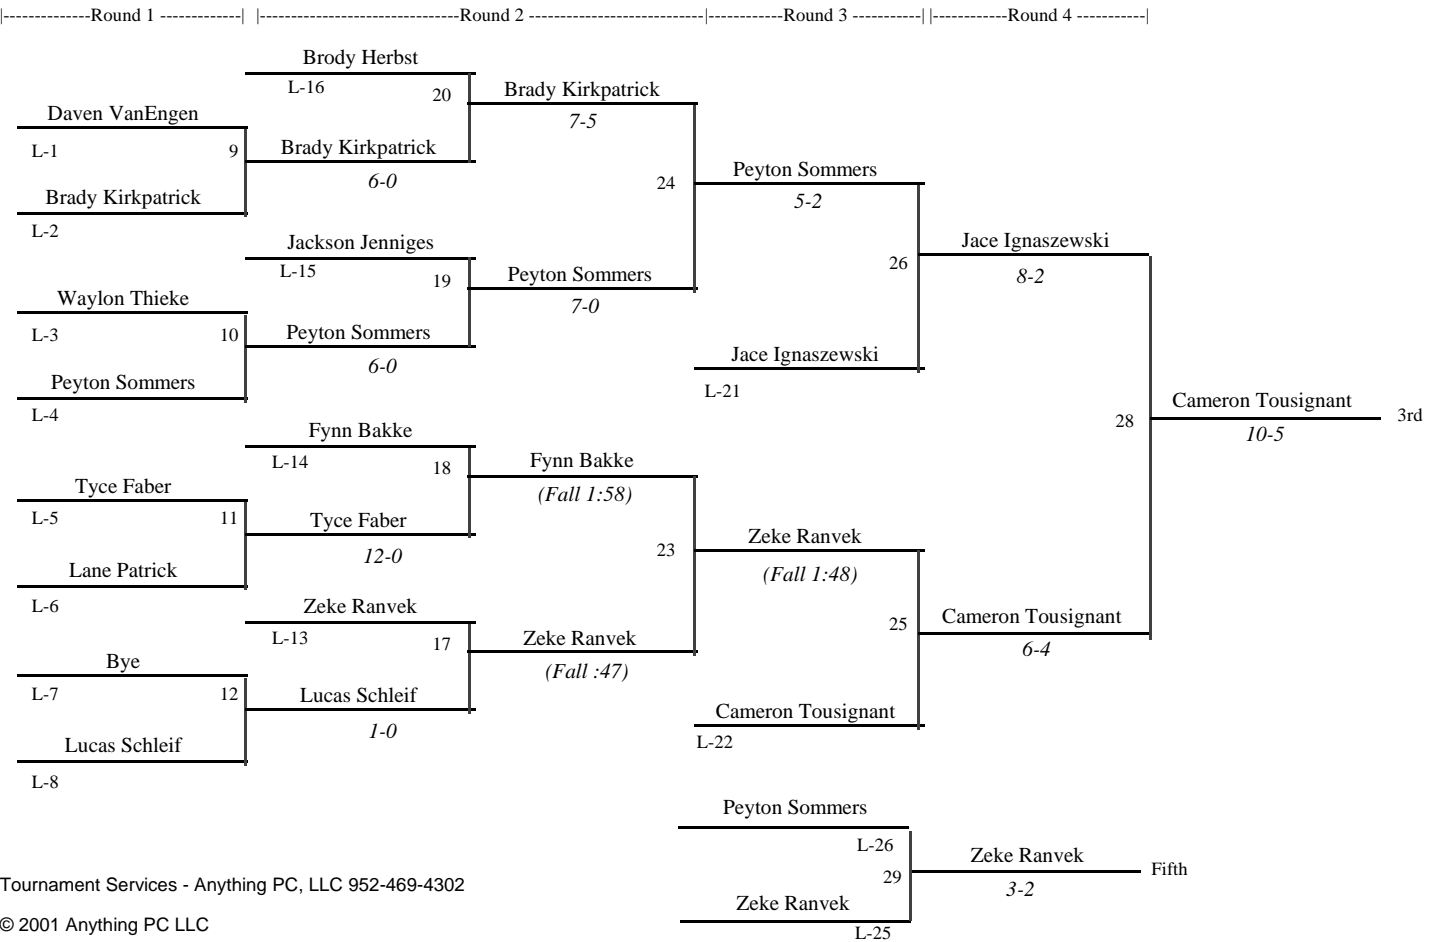 |--------------Round 1 -------------| |--------------------------------Round 2 ----------------------------|------------Round 3 -----------| |------------Round 4 -----------|
Brody Herbst
L-16
20
Brady Kirkpatrick
7-5
Daven VanEngen
L-1
9
Brady Kirkpatrick
6-0
Brady Kirkpatrick
L-2
24
Peyton Sommers
5-2
Jackson Jenniges
L-15
19
Peyton Sommers
7-0
Waylon Thieke
L-3
10
Peyton Sommers
6-0
Peyton Sommers
L-4
26
Jace Ignaszewski
8-2
Jace Ignaszewski
L-21
Fynn Bakke
L-14
18
Fynn Bakke
(Fall 1:58)
Tyce Faber
L-5
11
Tyce Faber
12-0
Lane Patrick
L-6
23
Zeke Ranvek
(Fall 1:48)
Zeke Ranvek
L-13
17
Zeke Ranvek
(Fall :47)
Bye
L-7
12
Lucas Schleif
1-0
Lucas Schleif
L-8
25
Cameron Tousignant
6-4
Cameron Tousignant
L-22
28
Cameron Tousignant
10-5
3rd
Peyton Sommers
L-26
29
Zeke Ranvek
3-2
Fifth
Zeke Ranvek
L-25
Tournament Services - Anything PC, LLC 952-469-4302
© 2001 Anything PC LLC